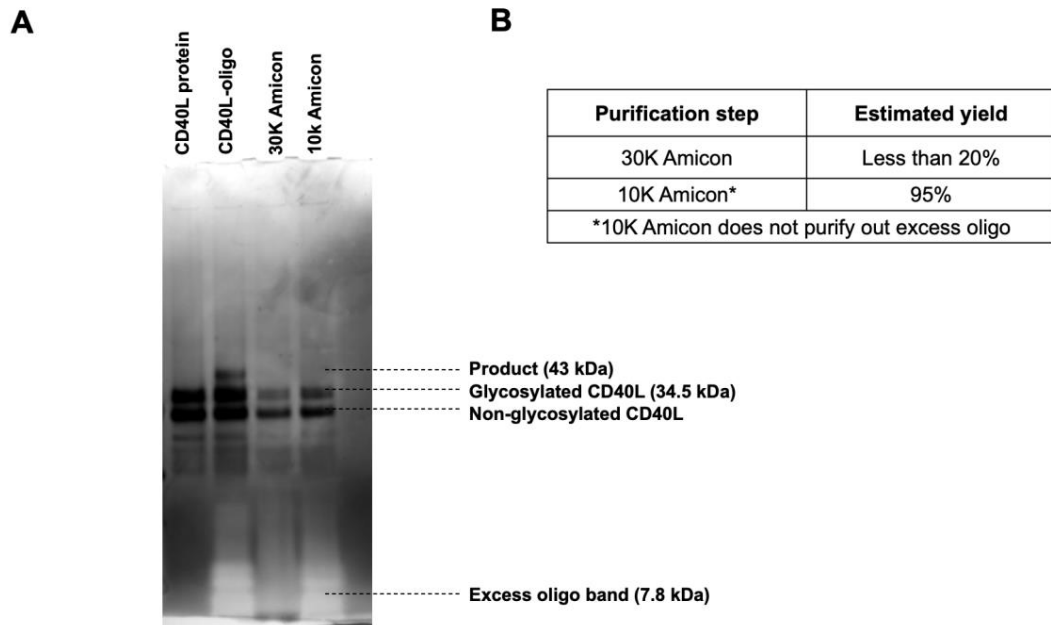 A
CD40L protein
CD40L-oligo
30K Amicon
10k Amicon
Product (43 kDa)
Glycosylated CD40L (34.5 kDa)
Non-glycosylated CD40L
Excess oligo band (7.8 kDa)
B
Purification step Estimated yield
30K Amicon Less than 20%
10K Amicon* 95%
*10K Amicon does not purify out excess oligo